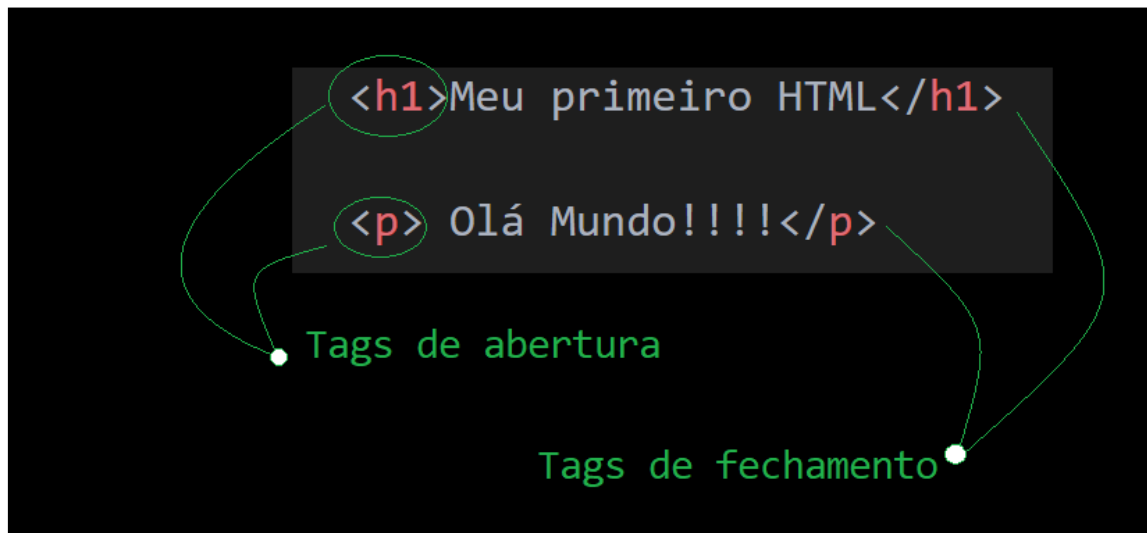 <h1>Meu primeiro HTML</h1>
<p> Olá Mundo!!!!</p>
Tags de abertura
Tags de fechamento